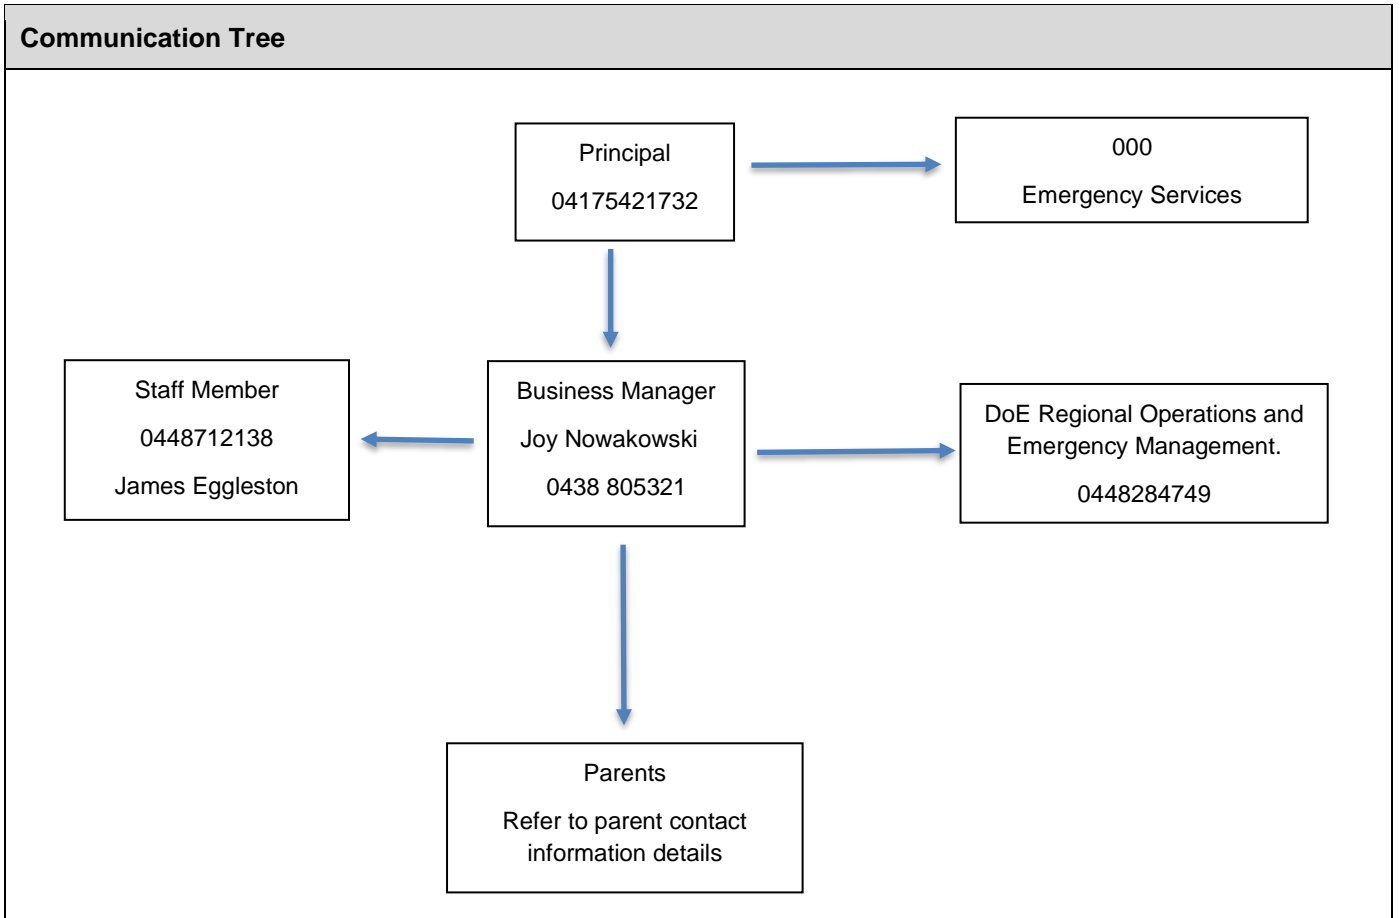 Communication Tree
Principal
04175421732
000
Emergency Services
Staff Member
0448712138
James Eggleston
Business Manager
Joy Nowakowski
0438 805321
DoE Regional Operations and
Emergency Management.
0448284749
Parents
Refer to parent contact
information details